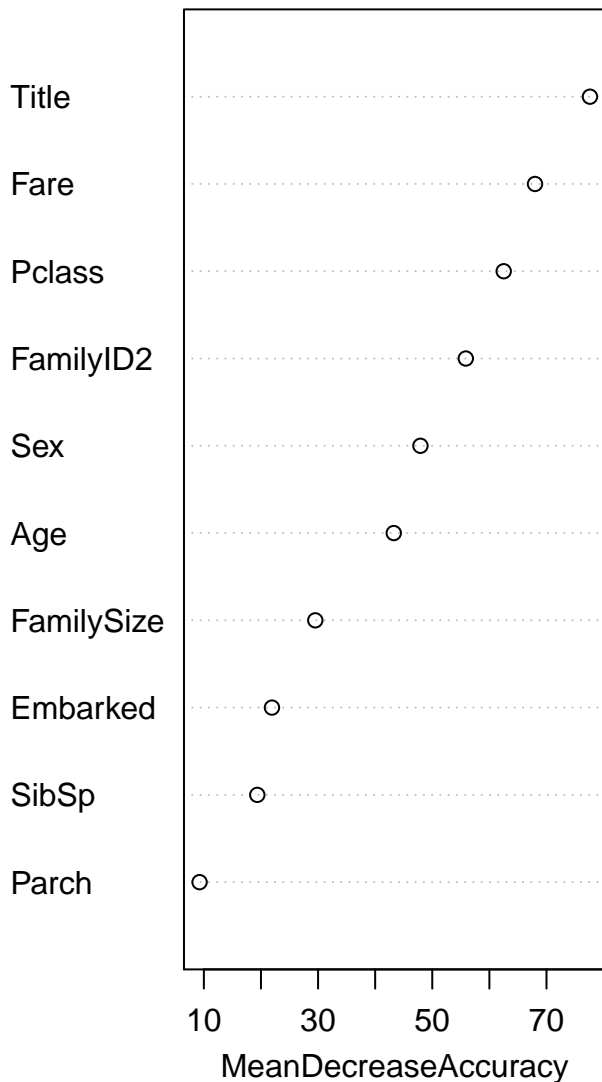 Title
Fare
Pclass
FamilyID2
Sex
Age
FamilySize
Embarked
SibSp
Parch
10 30 50 70
MeanDecreaseAccuracy